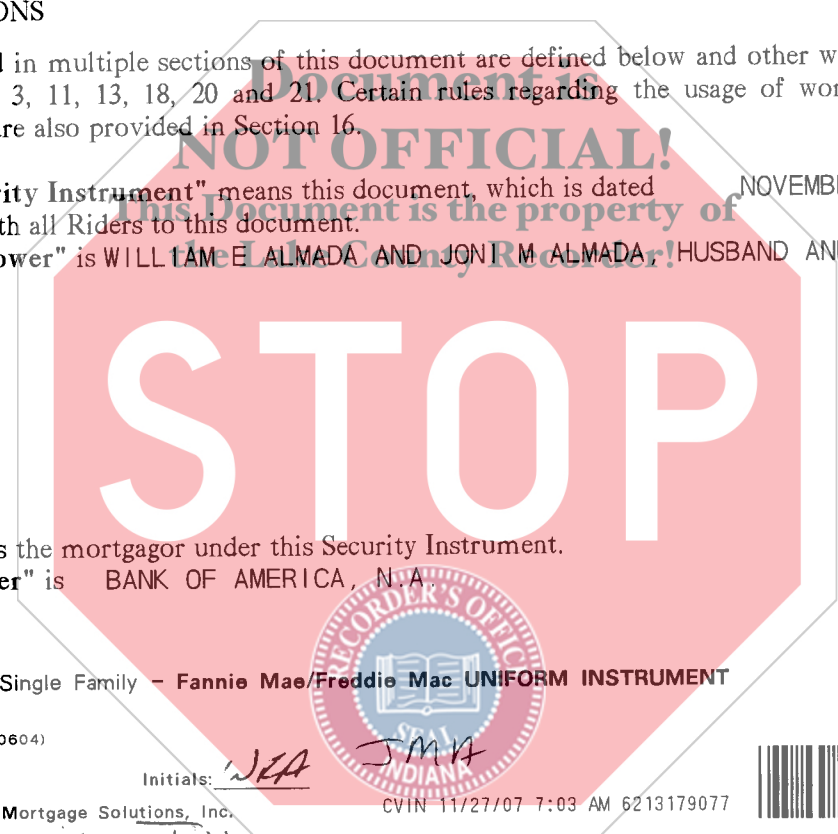 ONS
in multiple sections of this document are defined below and other w
3, 11, 13, 18, 20 and 21. Certain rules regarding the usage of wor
re also provided in Section 16.
Document is
NOT OFFICIAL!
This Document is the property of
the Lake County Recorder!
rity Instrument" means this document, which is dated NOVEMBE
th all Riders to this document.
ower" is WILLIAM E ALMADA AND JONI M ALMADA, HUSBAND AN
STOP
s the mortgagor under this Security Instrument.
er" is BANK OF AMERICA, N.A.
RECORDER'S OFFICE
SEAL
INDIANA
Single Family - Fannie Mae/Freddie Mac UNIFORM INSTRUMENT
0604)
Initials: WEA JMA
Mortgage Solutions, Inc.
CVIN 11/27/07 7:03 AM 6213179077